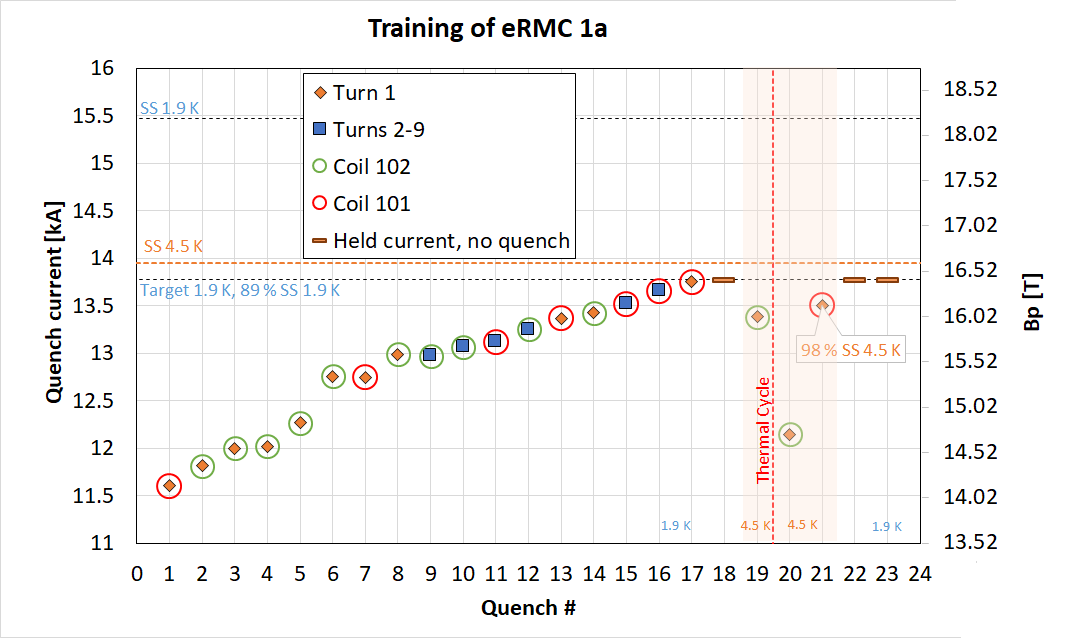 Training of eRMC 1a
Quench current [kA]
16
15.5
15
14.5
14
13.5
13
12.5
12
11.5
11
SS 1.9 K
SS 4.5 K
Target 1.9 K, 89 % SS 1.9 K
Turn 1
Turns 2-9
Coil 102
Coil 101
Held current, no quench
98 % SS 4.5 K
Thermal Cycle
1.9 K
4.5 K
4.5 K
1.9 K
18.52
18.02
17.52
17.02
16.52
16.02
15.52
15.02
14.52
14.02
13.52
Bp [T]
0 1 2 3 4 5 6 7 8 9 10 11 12 13 14 15 16 17 18 19 20 21 22 23 24
Quench #